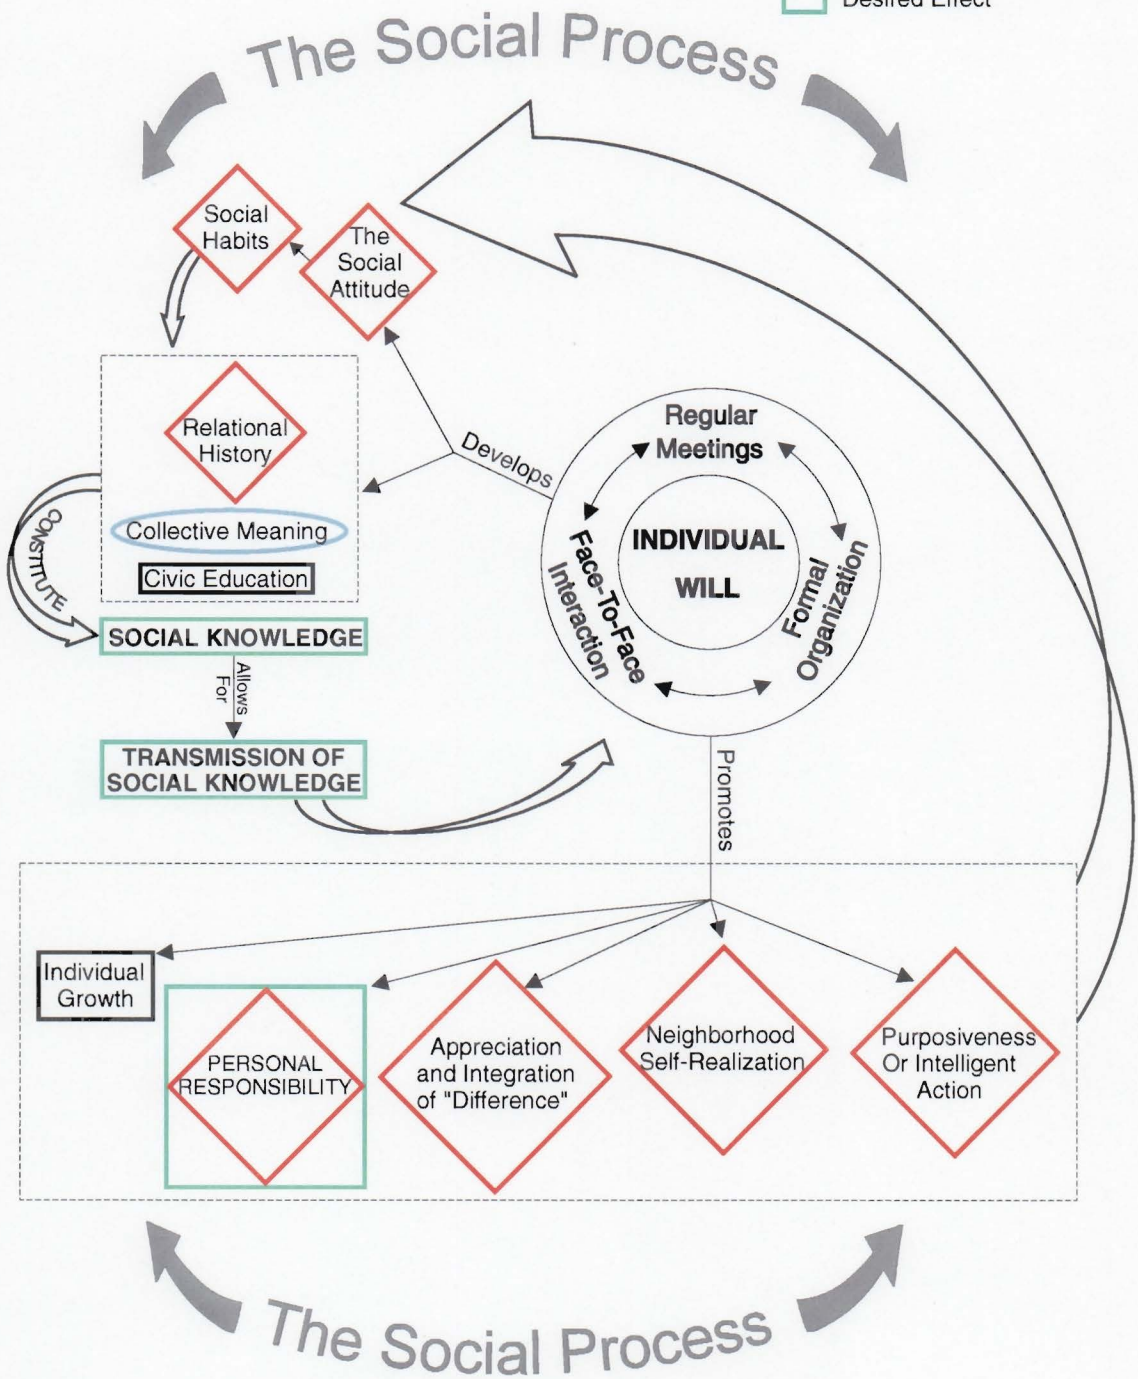 Desired Effect
The Social Process
Social
Habits
The
Social
Attitude
Relational
History
Collective Meaning
Civic Education
CONSTITUTE
SOCIAL KNOWLEDGE
Allows
For
TRANSMISSION OF
SOCIAL KNOWLEDGE
Develops
Regular
Meetings
INDIVIDUAL
WILL
Face-To-Face
Interaction
Formal
Organization
Promotes
Individual
Growth
PERSONAL
RESPONSIBILITY
Appreciation
and Integration
of "Difference"
Neighborhood
Self-Realization
Purposiveness
Or Intelligent
Action
The Social Process